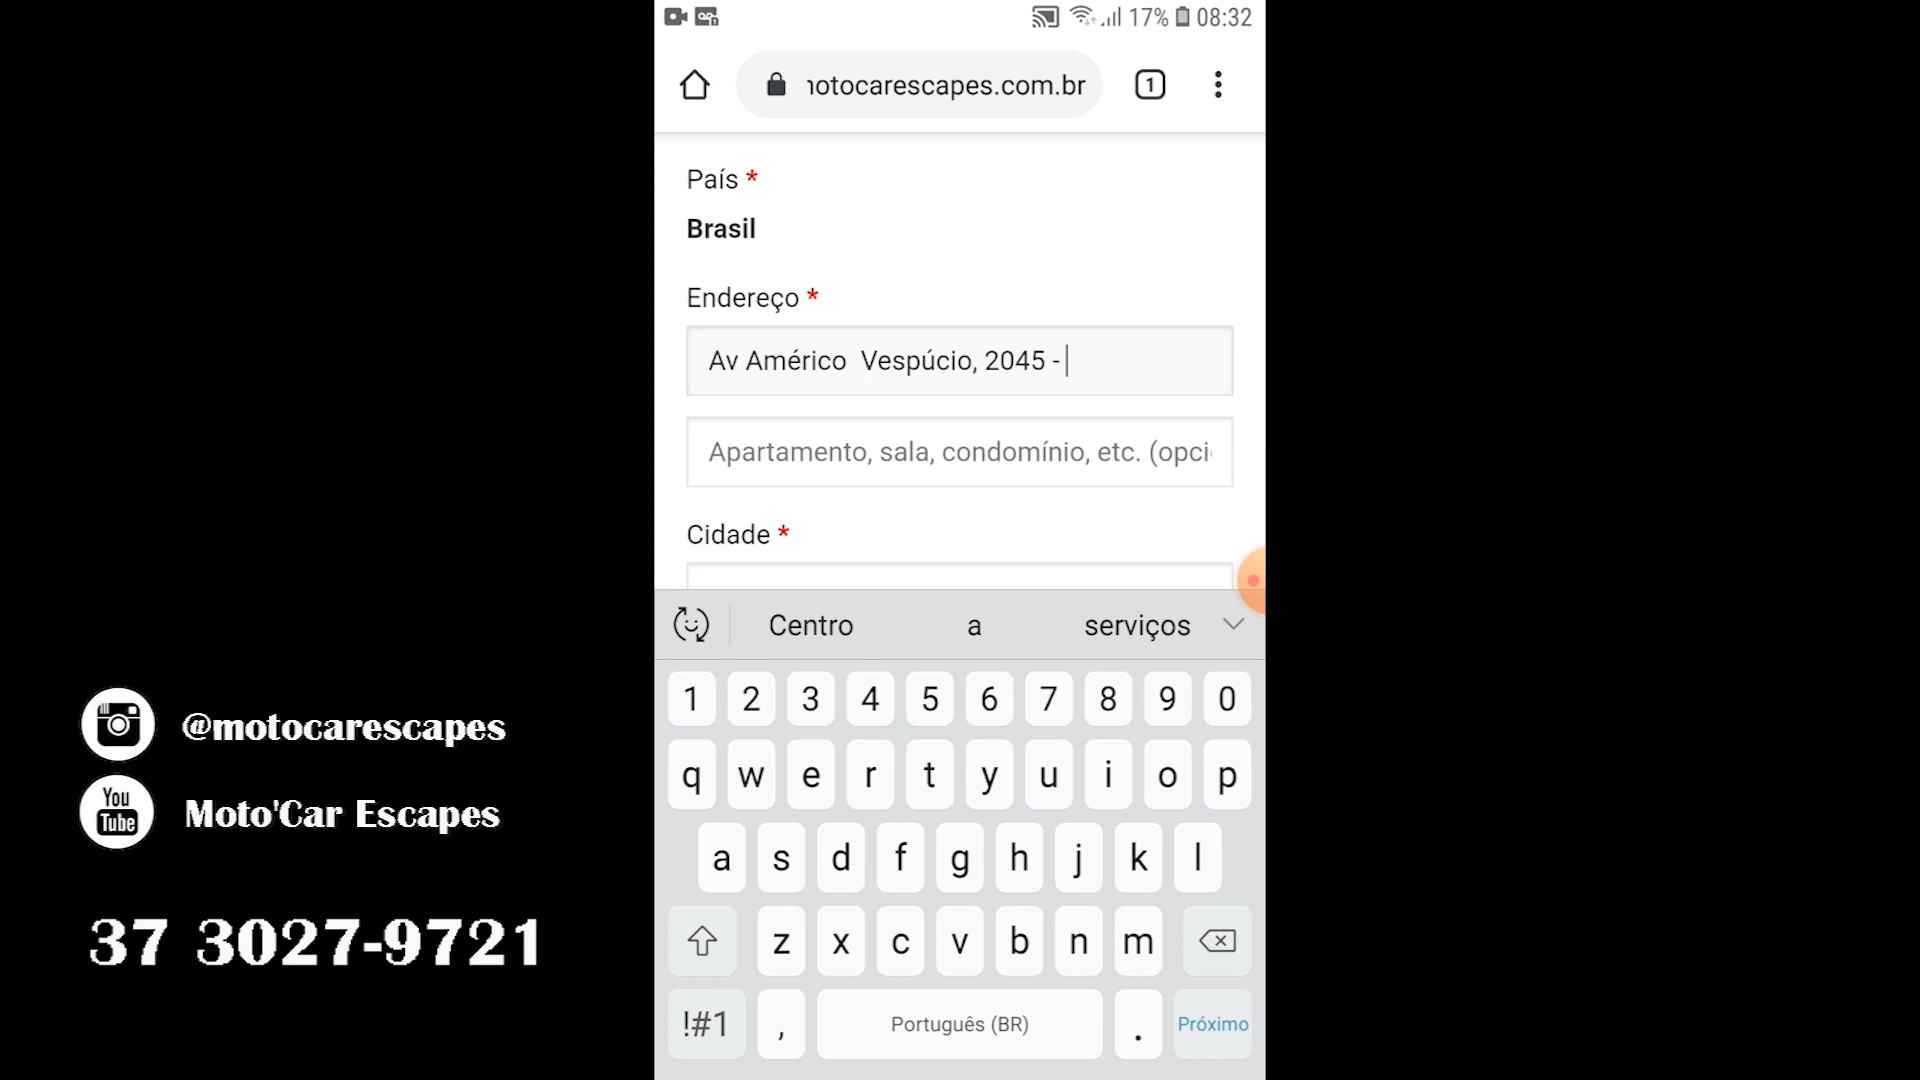 17% 08:32
notocarescapes.com.br
1
País *
Brasil
Endereço *
Av Américo  Vespúcio, 2045 -
Apartamento, sala, condomínio, etc. (opci
Cidade *
Centro a serviços
1 2 3 4 5 6 7 8 9 0
q w e r t y u i o p
a s d f g h j k l
z x c v b n m
!#1 , Português (BR) . Próximo
@motocarescapes
You Tube Moto'Car Escapes
37 3027-9721